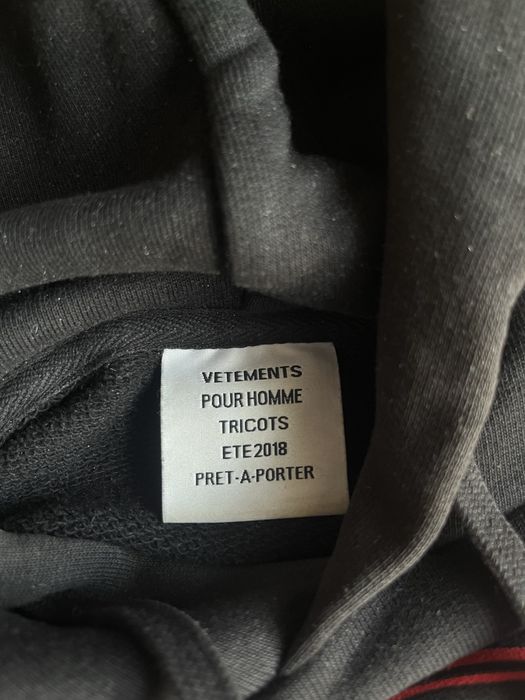 VETEMENTS
POUR HOMME
TRICOTS
ETE 2018
PRET-A-PORTER